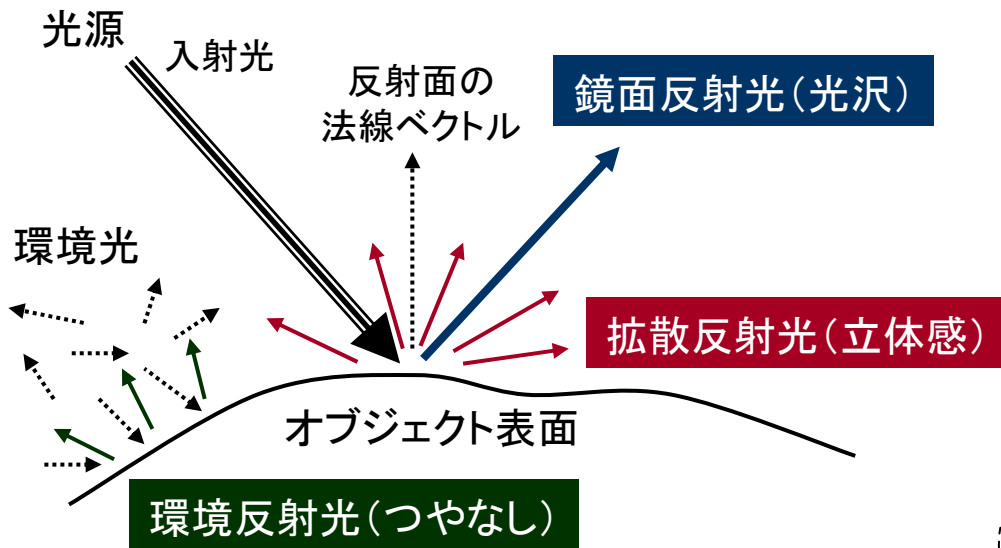 光源
入射光
反射面の
法線ベクトル
鏡面反射光(光沢)
環境光
拡散反射光(立体感)
オブジェクト表面
環境反射光(つやなし)